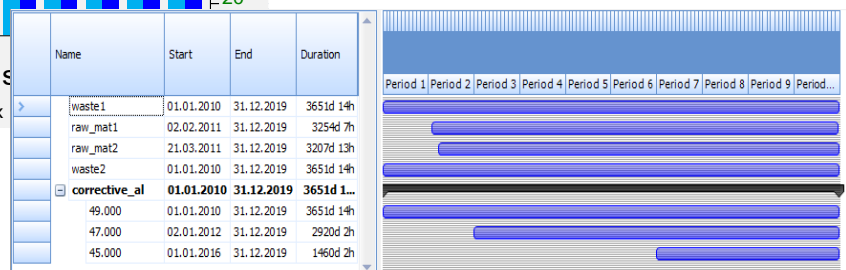 20
Name Start End Duration
Period 1 Period 2 Period 3 Period 4 Period 5 Period 6 Period 7 Period 8 Period 9 Period...
waste1 01.01.2010 31.12.2019 3651d 14h
raw_mat1 02.02.2011 31.12.2019 3254d 7h
raw_mat2 21.03.2011 31.12.2019 3207d 13h
waste2 01.01.2010 31.12.2019 3651d 14h
corrective_al 01.01.2010 31.12.2019 3651d 1...
49.000 01.01.2010 31.12.2019 3651d 14h
47.000 02.01.2012 31.12.2019 2920d 2h
45.000 01.01.2016 31.12.2019 1460d 2h